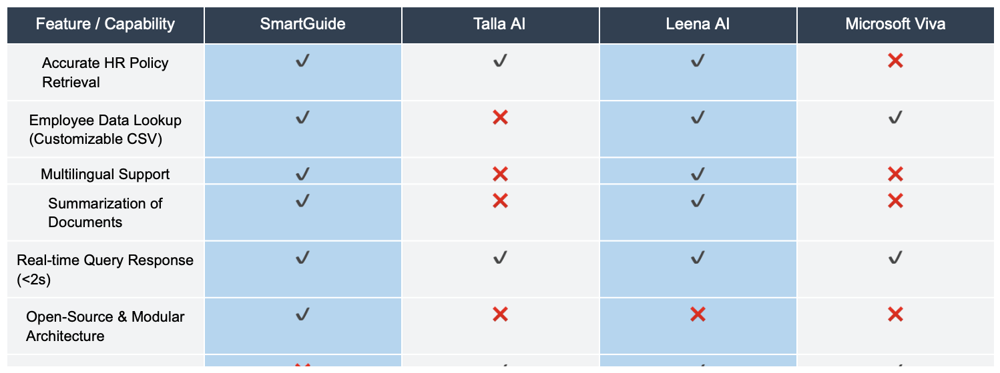 Feature / Capability SmartGuide Talla AI Leena AI Microsoft Viva
Accurate HR Policy ✔ ✔ ✔ ❌
Retrieval
Employee Data Lookup ✔ ❌ ✔ ✔
(Customizable CSV)
Multilingual Support ✔ ❌ ✔ ❌
Summarization of ✔ ❌ ✔ ❌
Documents
Real-time Query Response ✔ ✔ ✔ ✔
(<2s)
Open-Source & Modular ✔ ❌ ❌ ❌
Architecture